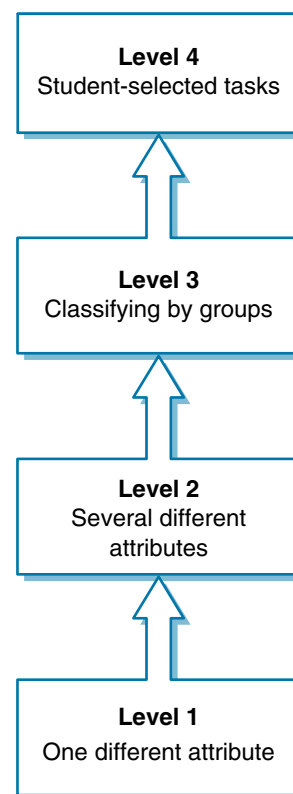 Level 4
Student-selected tasks
Level 3
Classifying by groups
Level 2
Several different
attributes
Level 1
One different attribute